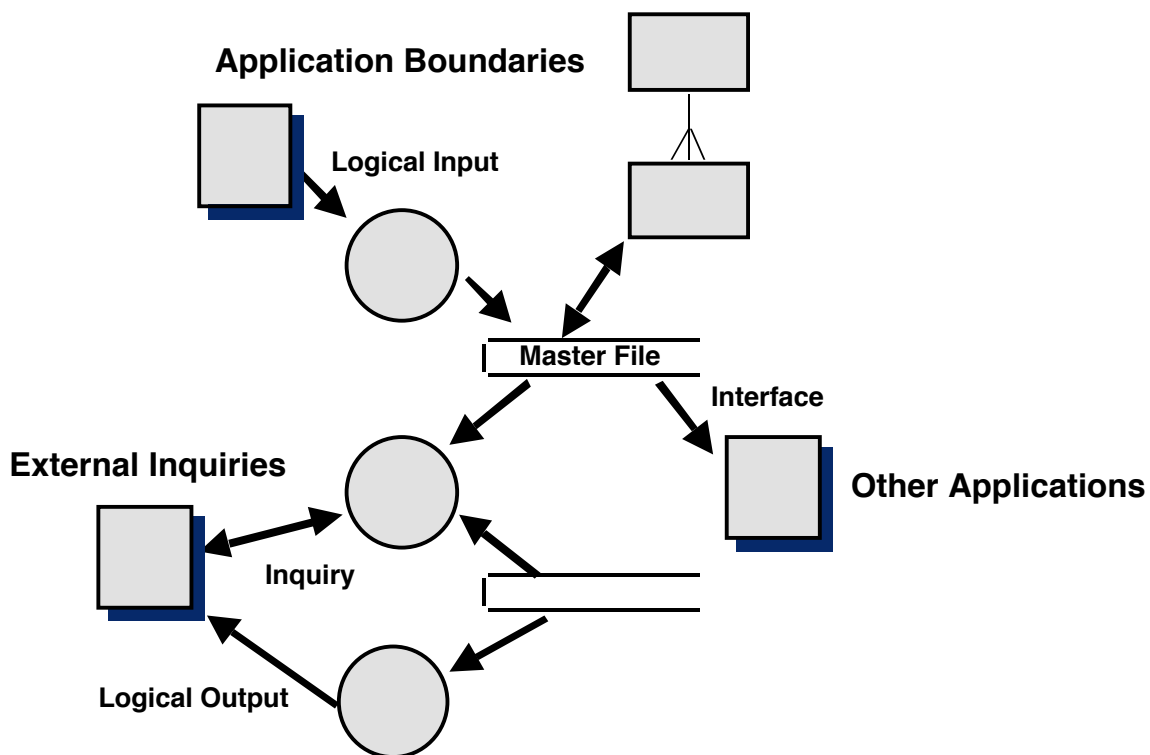 Application Boundaries
Logical Input
Master File
Interface
External Inquiries
Other Applications
Inquiry
Logical Output